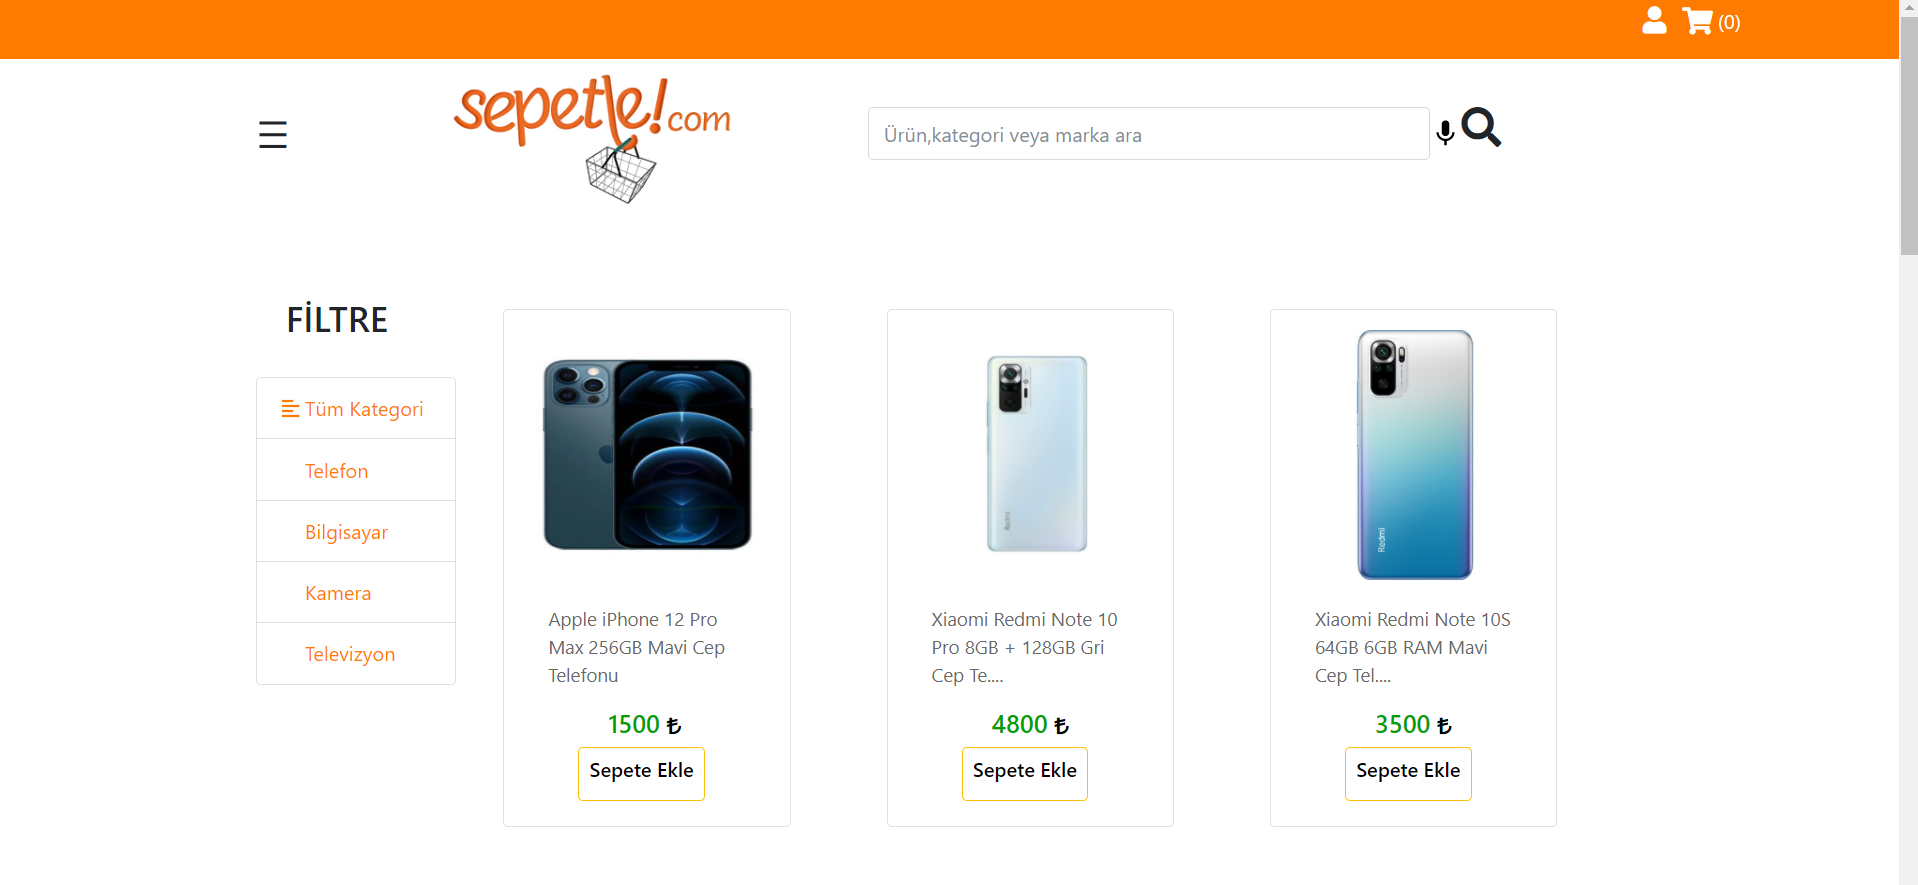 (0)
sepetle!com
Ürün,kategori veya marka ara
FİLTRE
Tüm Kategori
Telefon
Bilgisayar
Kamera
Televizyon
Apple iPhone 12 Pro
Max 256GB Mavi Cep
Telefonu
1500 ₺
Sepete Ekle
Redmi
Xiaomi Redmi Note 10
Pro 8GB + 128GB Gri
Cep Te....
4800 ₺
Sepete Ekle
Redmi
Xiaomi Redmi Note 10S
64GB 6GB RAM Mavi
Cep Tel....
3500 ₺
Sepete Ekle